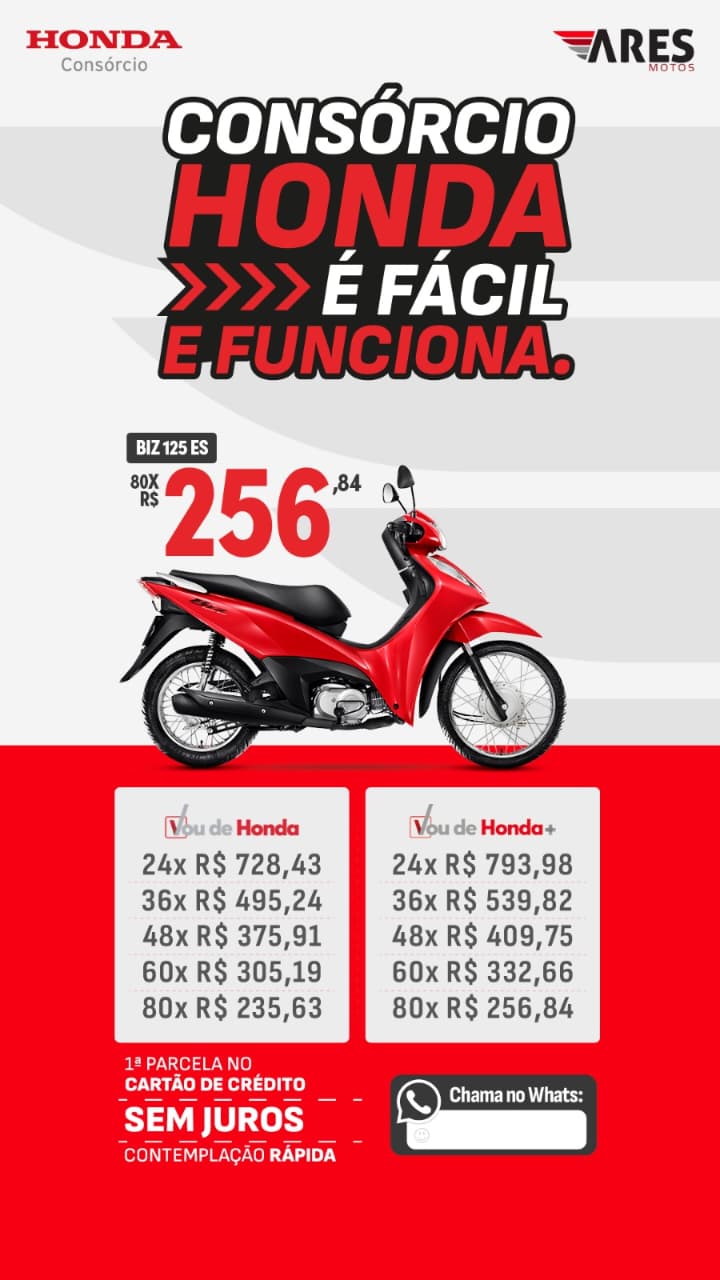 HONDA
Consórcio
ARES
MOTOS
CONSÓRCIO
HONDA
É FÁCIL
E FUNCIONA.
BIZ 125 ES
80X
R$ 256,84
Biz
Vou de Honda
24x R$ 728,43
36x R$ 495,24
48x R$ 375,91
60x R$ 305,19
80x R$ 235,63
Vou de Honda+
24x R$ 793,98
36x R$ 539,82
48x R$ 409,75
60x R$ 332,66
80x R$ 256,84
1ª PARCELA NO
CARTÃO DE CRÉDITO
SEM JUROS
CONTEMPLAÇÃO RÁPIDA
Chama no Whats: